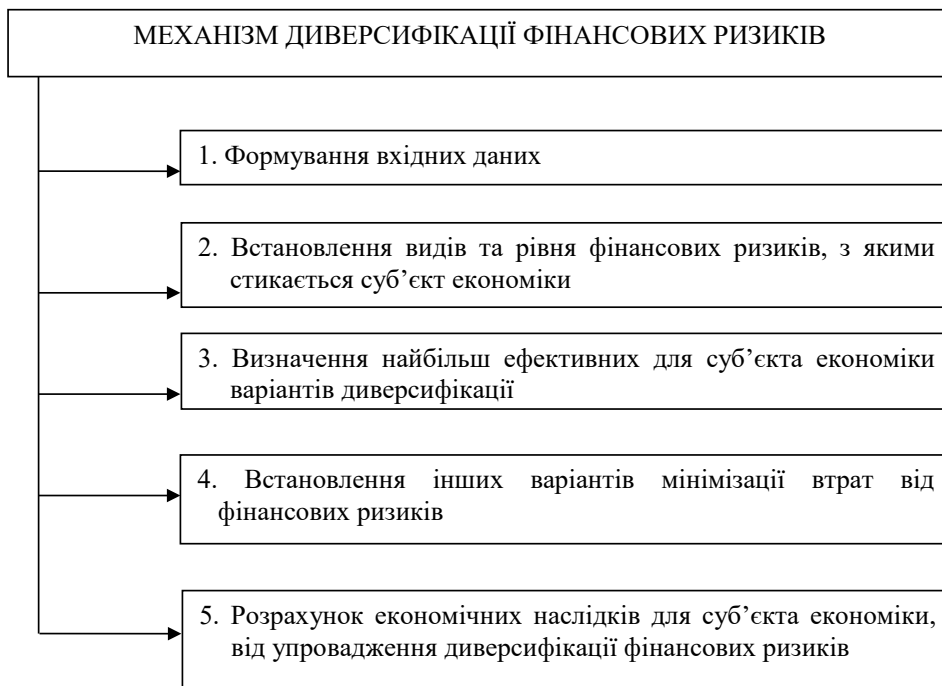 МЕХАНІЗМ ДИВЕРСИФІКАЦІЇ ФІНАНСОВИХ РИЗИКІВ
1. Формування вхідних даних
2. Встановлення видів та рівня фінансових ризиків, з якими
стикається суб’єкт економіки
3. Визначення найбільш ефективних для суб’єкта економіки
варіантів диверсифікації
4. Встановлення інших варіантів мінімізації втрат від
фінансових ризиків
5. Розрахунок економічних наслідків для суб’єкта економіки,
від упровадження диверсифікації фінансових ризиків